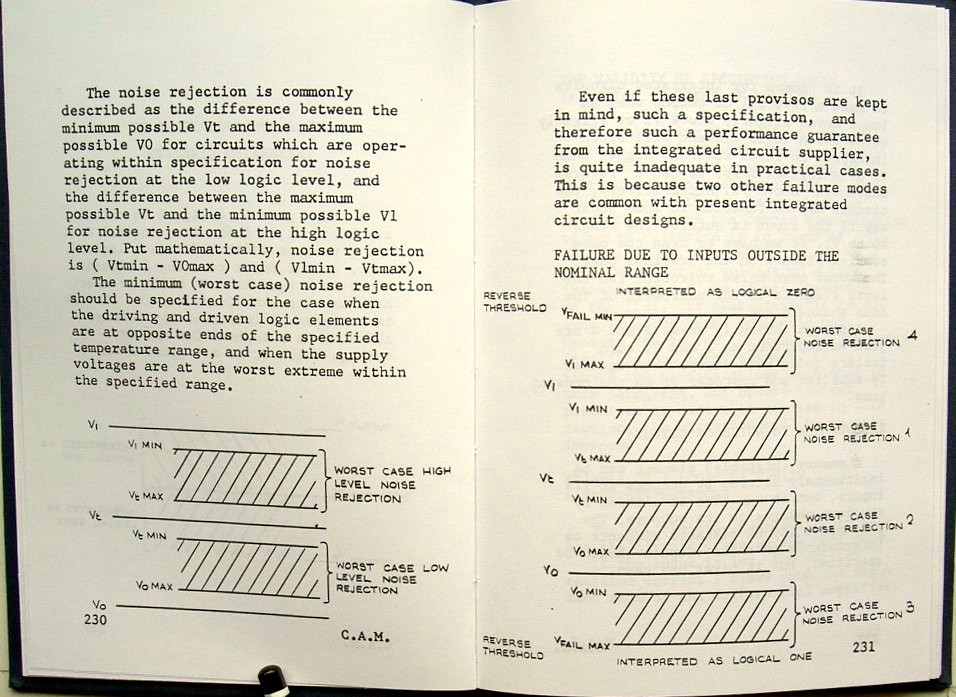 The noise rejection is commonly
described as the difference between the
minimum possible Vt and the maximum
possible V0 for circuits which are oper-
ating within specification for noise
rejection at the low logic level, and
the difference between the maximum
possible Vt and the minimum possible V1
for noise rejection at the high logic
level. Put mathematically, noise rejection
is ( Vtmin - V0max ) and ( V1min - Vtmax).
The minimum (worst case) noise rejection
should be specified for the case when
the driving and driven logic elements
are at opposite ends of the specified
temperature range, and when the supply
voltages are at the worst extreme within
the specified range.
V1
V1 MIN
WORST CASE HIGH
LEVEL NOISE
REJECTION
Vt MAX
Vt
Vt MIN
WORST CASE LOW
LEVEL NOISE
REJECTION
V0 MAX
V0
230
C.A.M.
Even if these last provisos are kept
in mind, such a specification, and
therefore such a performance guarantee
from the integrated circuit supplier,
is quite inadequate in practical cases.
This is because two other failure modes
are common with present integrated
circuit designs.
FAILURE DUE TO INPUTS OUTSIDE THE
NOMINAL RANGE
REVERSE
THRESHOLD
INTERPRETED AS LOGICAL ZERO
VFAIL MIN
WORST CASE
NOISE REJECTION 4
V1 MAX
V1
V1 MIN
WORST CASE
NOISE REJECTION 1
Vt MAX
Vt
Vt MIN
WORST CASE
NOISE REJECTION 2
V0 MAX
V0
V0 MIN
WORST CASE
NOISE REJECTION 3
REVERSE
THRESHOLD
VFAIL MAX
INTERPRETED AS LOGICAL ONE
231